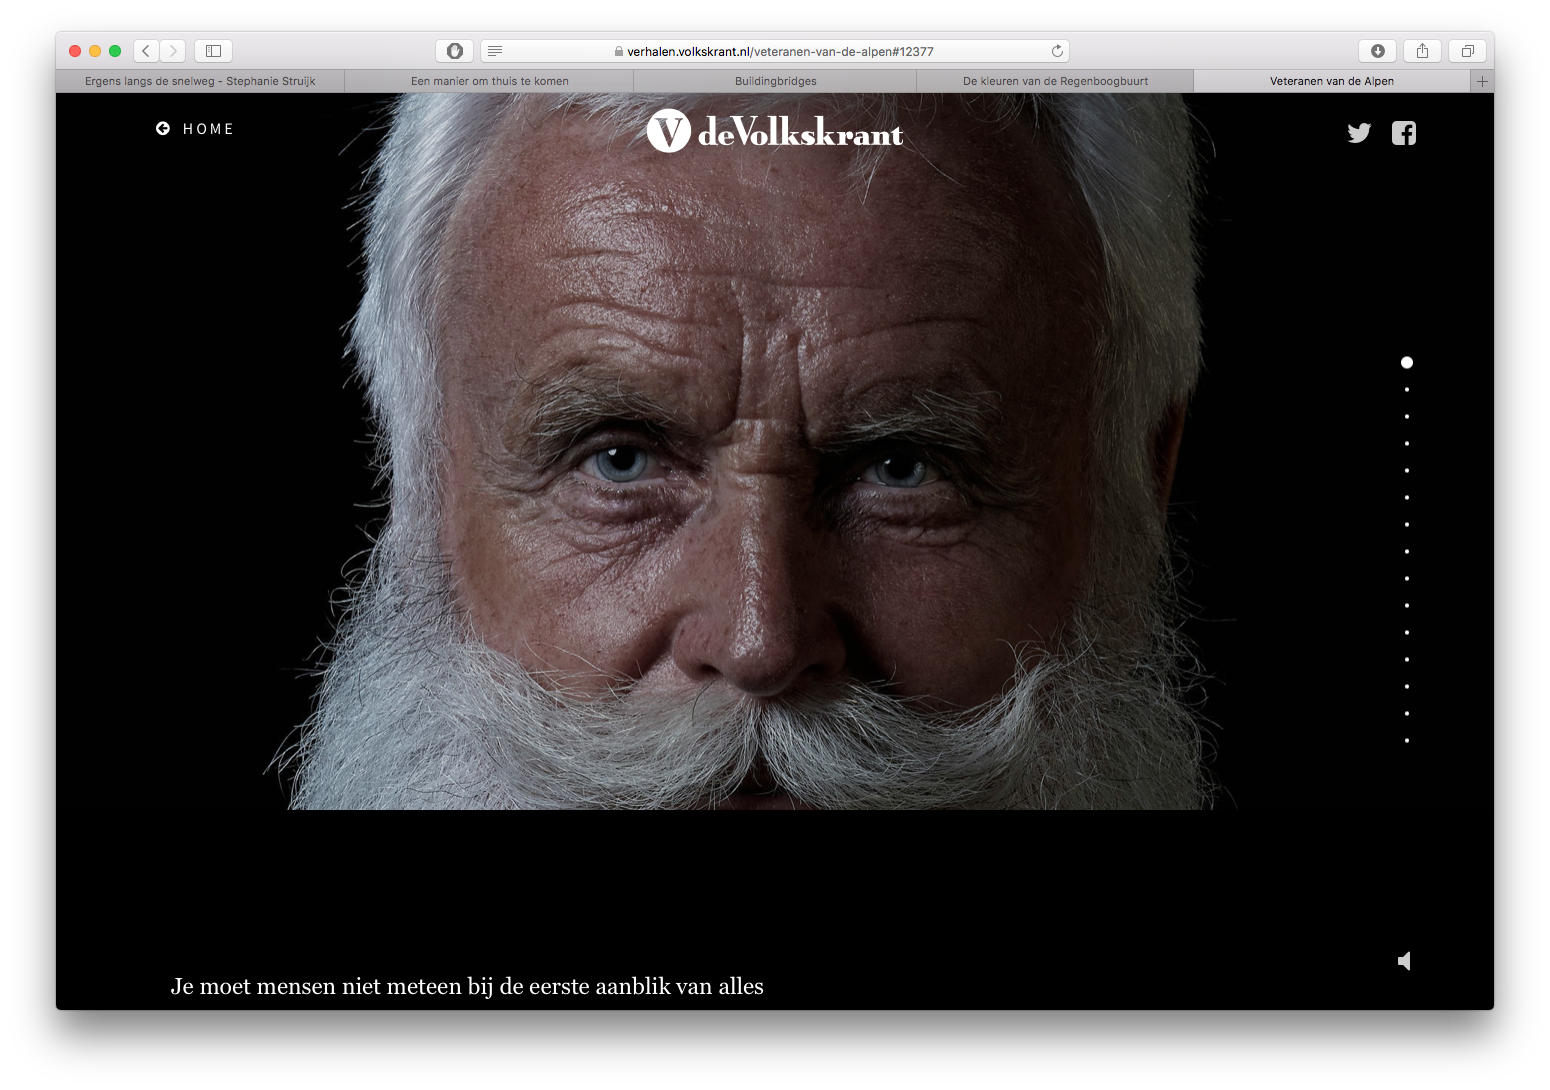 verhalen.volkskrant.nl/veteranen-van-de-alpen#12377
Ergens langs de snelweg - Stephanie Struijk
Een manier om thuis te komen
Buildingbridges
De kleuren van de Regenboogbuurt
Veteranen van de Alpen
HOME
V deVolkskrant
Je moet mensen niet meteen bij de eerste aanblik van alles